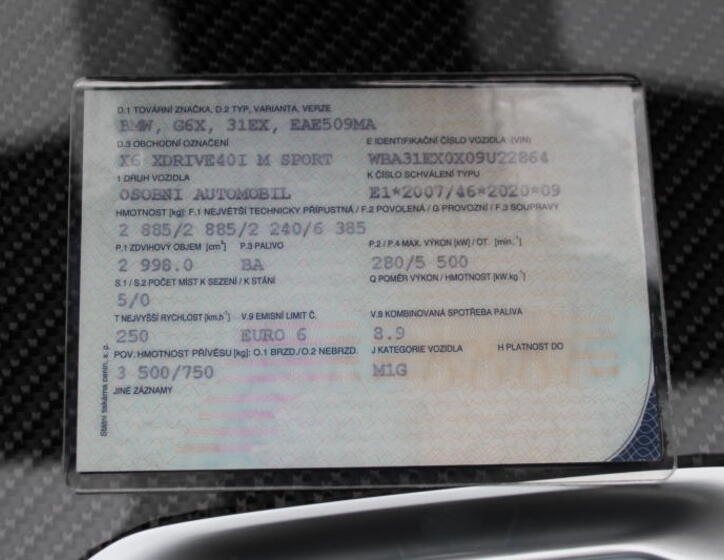 D.1 TOVÁRNÍ ZNAČKA, D.2 TYP, VARIANTA, VERZE
BMW, G6X, 31EX, EAE509MA
D.3 OBCHODNÍ OZNAČENÍ E IDENTIFIKAČNÍ ČÍSLO VOZIDLA (VIN)
X6 XDRIVE40I M SPORT WBA31EX0X09U22864
1 DRUH VOZIDLA K ČÍSLO SCHVÁLENÍ TYPU
OSOBNÍ AUTOMOBIL E1*2007/46*2020*09
HMOTNOST [kg]: F.1 NEJVĚTŠÍ TECHNICKY PŘÍPUSTNÁ / F.2 POVOLENÁ / G PROVOZNÍ / F.3 SOUPRAVY
2 885/2 885/2 240/6 385
P.1 ZDVIHOVÝ OBJEM [cm³] P.3 PALIVO P.2 / P.4 MAX. VÝKON [kW] / OT. [min.⁻¹]
2 998.0 BA 280/5 500
S.1 / S.2 POČET MÍST K SEZENÍ / K STÁNÍ Q POMĚR VÝKON / HMOTNOST [kW.kg⁻¹]
5/0
T NEJVYŠŠÍ RYCHLOST [km.h⁻¹] V.9 EMISNÍ LIMIT Č. V.8 KOMBINOVANÁ SPOTŘEBA PALIVA
250 EURO 6 8.9
POV. HMOTNOST PŘÍVĚSU [kg]: O.1 BRZD./O.2 NEBRZD. J KATEGORIE VOZIDLA H PLATNOST DO
3 500/750 M1G
JINÉ ZÁZNAMY
Státní tiskárna cenin, s. p.